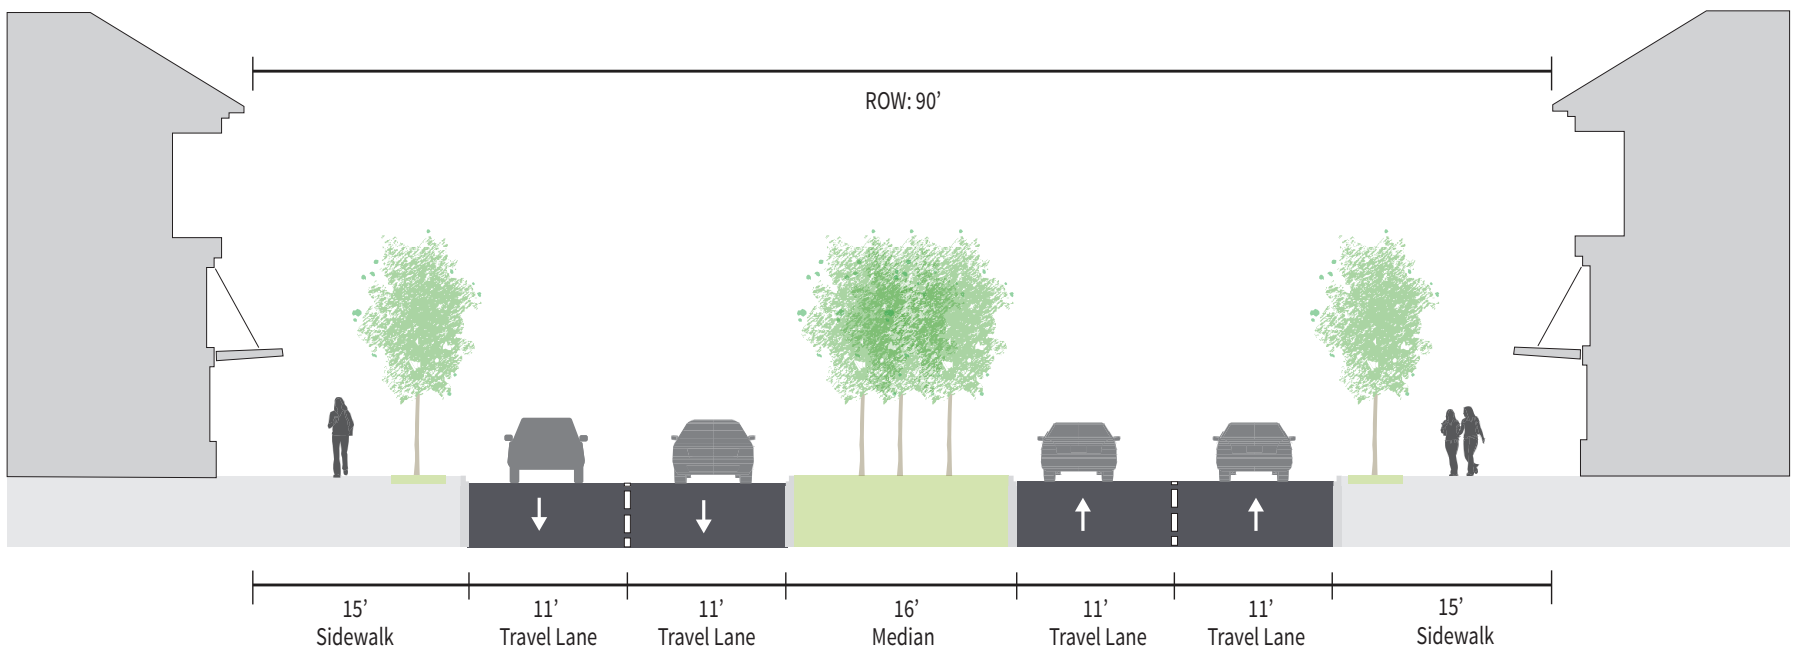 ROW: 90’
15’
Sidewalk
11’
Travel Lane
11’
Travel Lane
16’
Median
11’
Travel Lane
11’
Travel Lane
15’
Sidewalk